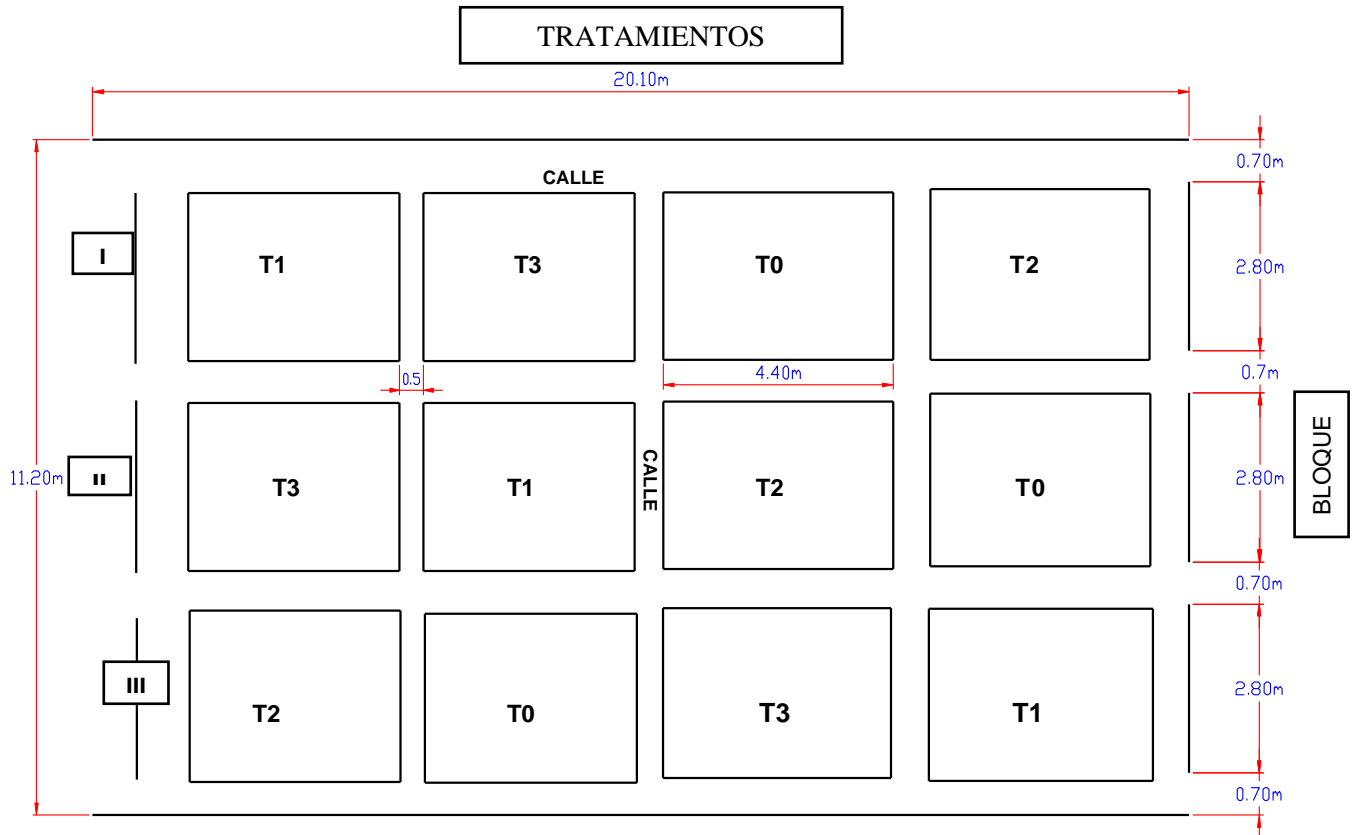 TRATAMIENTOS
20.10m
0.70m
CALLE
I
T1
T3
T0
T2
2.80m
0.5
4.40m
0.7m
11.20m
II
T3
T1
CALLE
T2
T0
2.80m
BLOQUE
0.70m
III
T2
T0
T3
T1
2.80m
0.70m